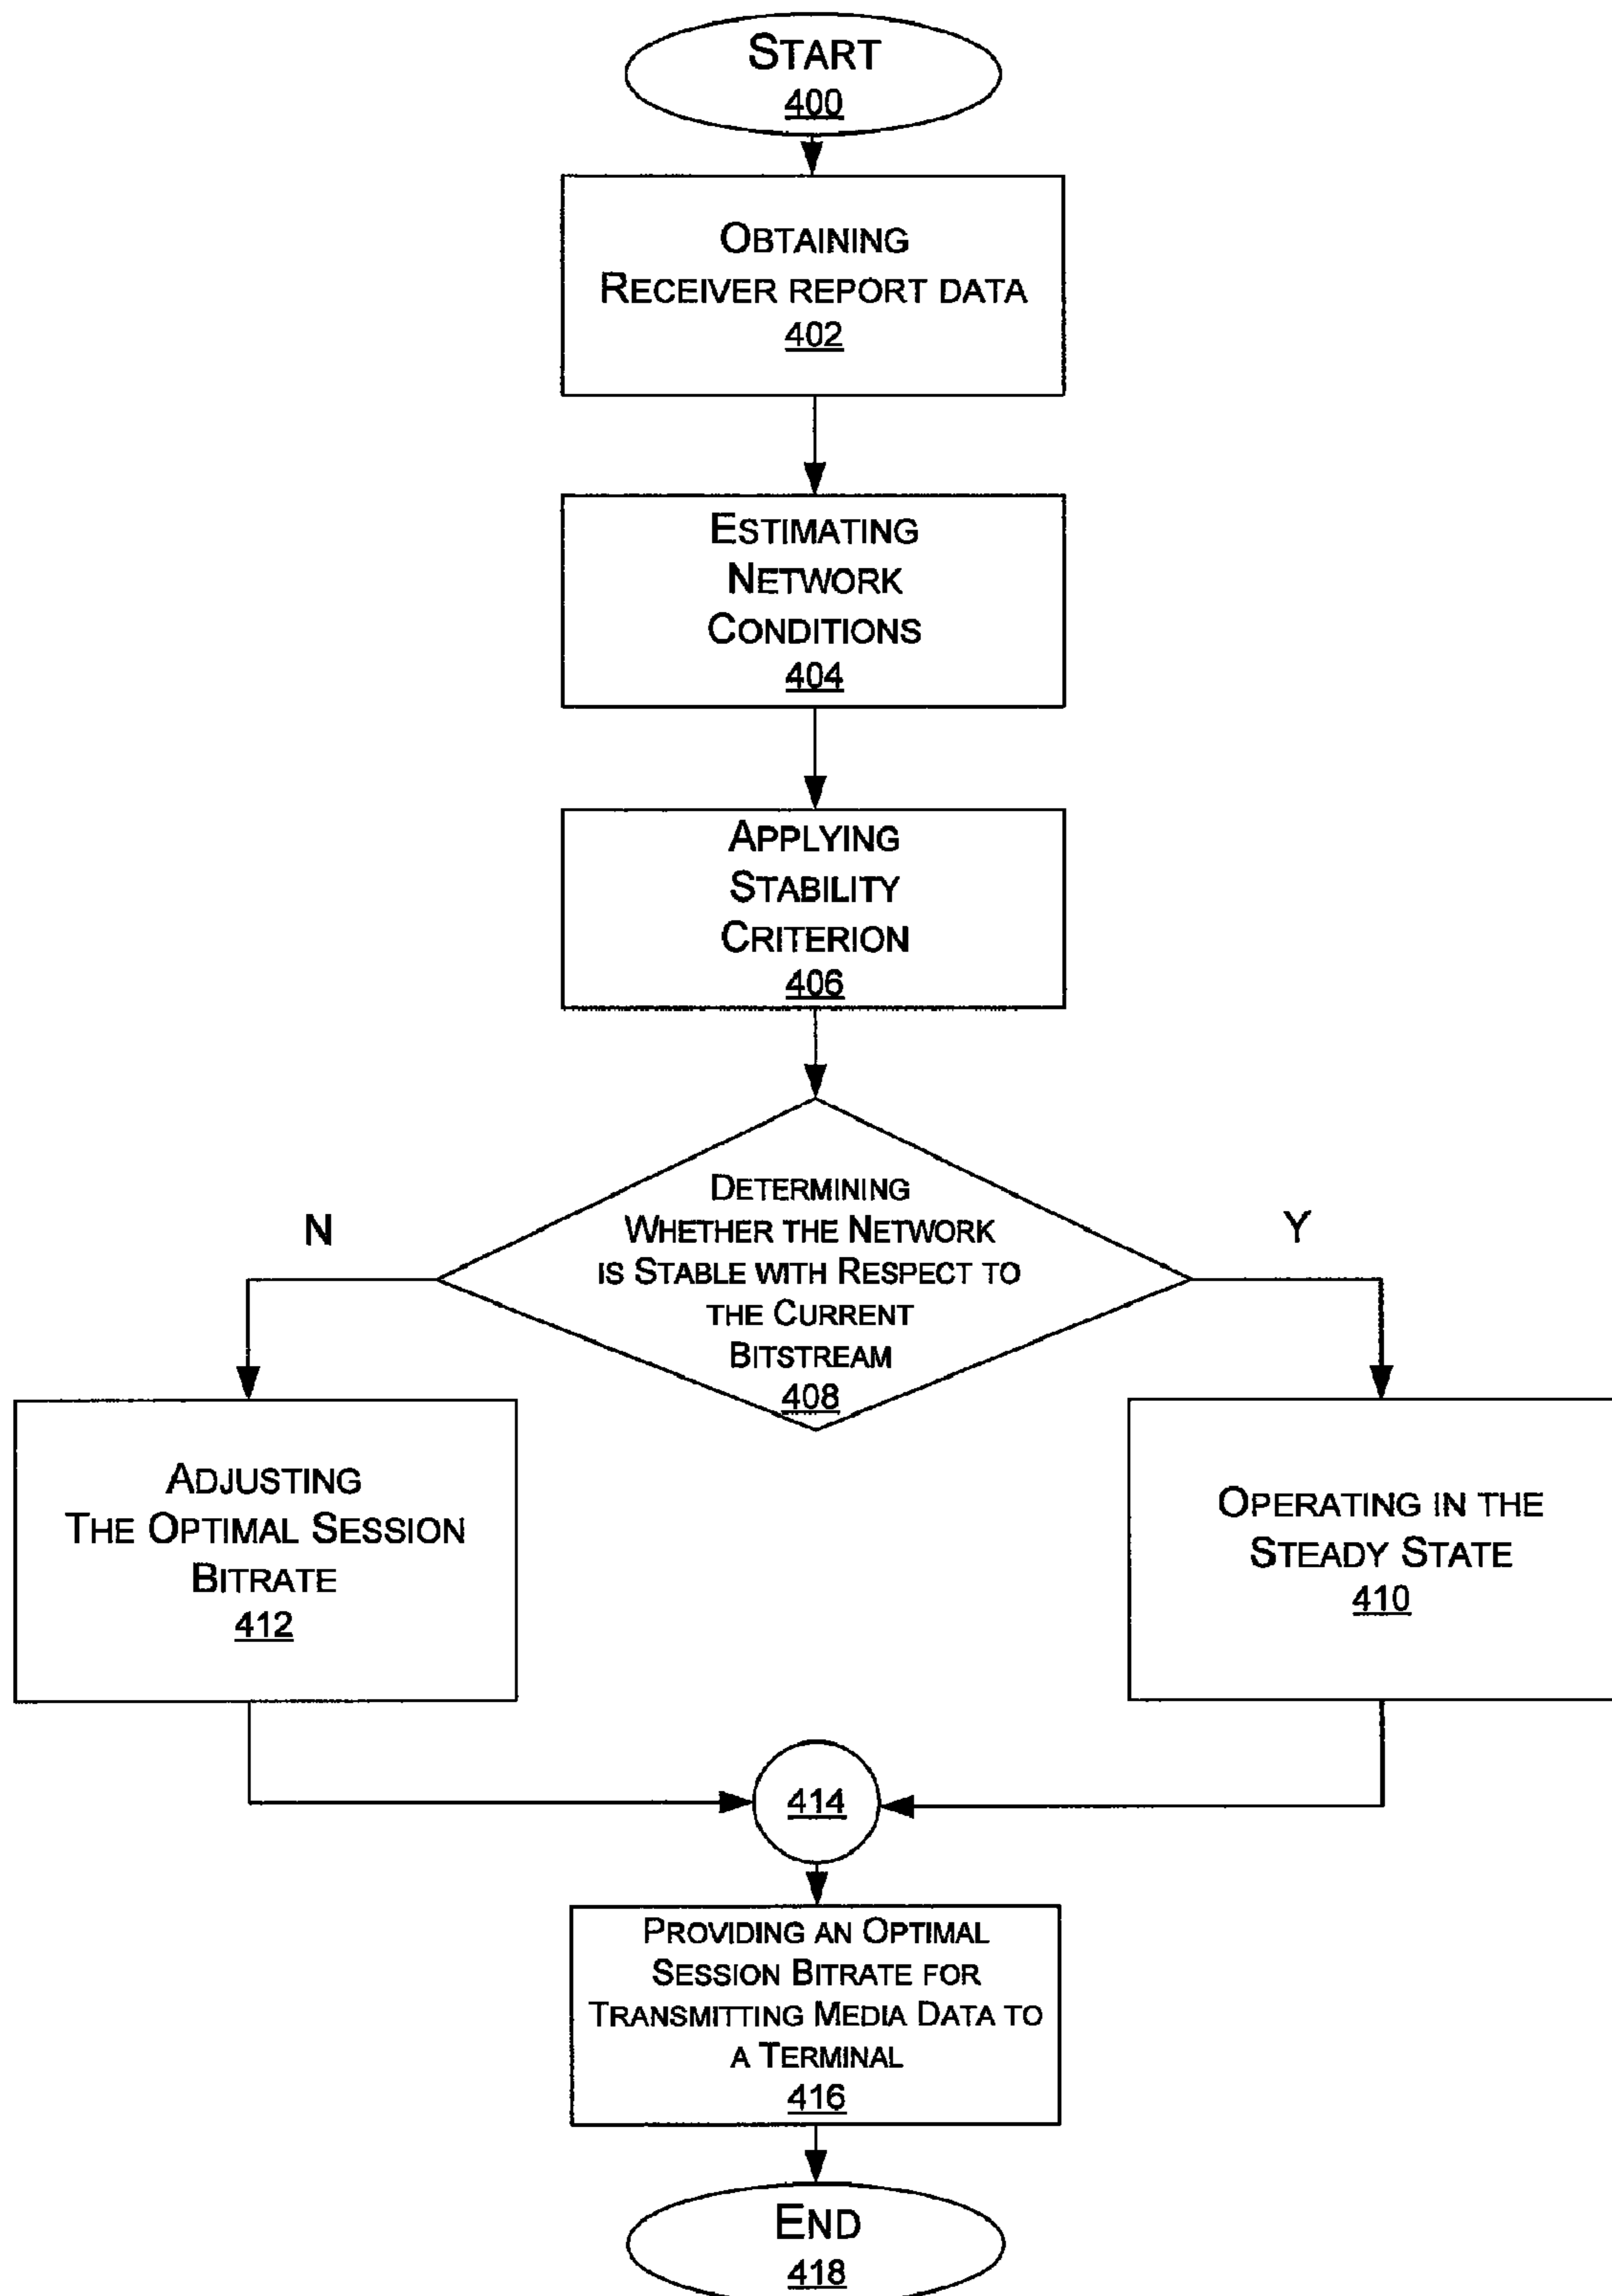 START
400
OBTAINING
RECEIVER REPORT DATA
402
ESTIMATING
NETWORK
CONDITIONS
404
APPLYING
STABILITY
CRITERION
406
DETERMINING
WHETHER THE NETWORK
IS STABLE WITH RESPECT TO
THE CURRENT
BITSTREAM
408
N
Y
ADJUSTING
THE OPTIMAL SESSION
BITRATE
412
OPERATING IN THE
STEADY STATE
410
414
PROVIDING AN OPTIMAL
SESSION BITRATE FOR
TRANSMITTING MEDIA DATA TO
A TERMINAL
416
END
418